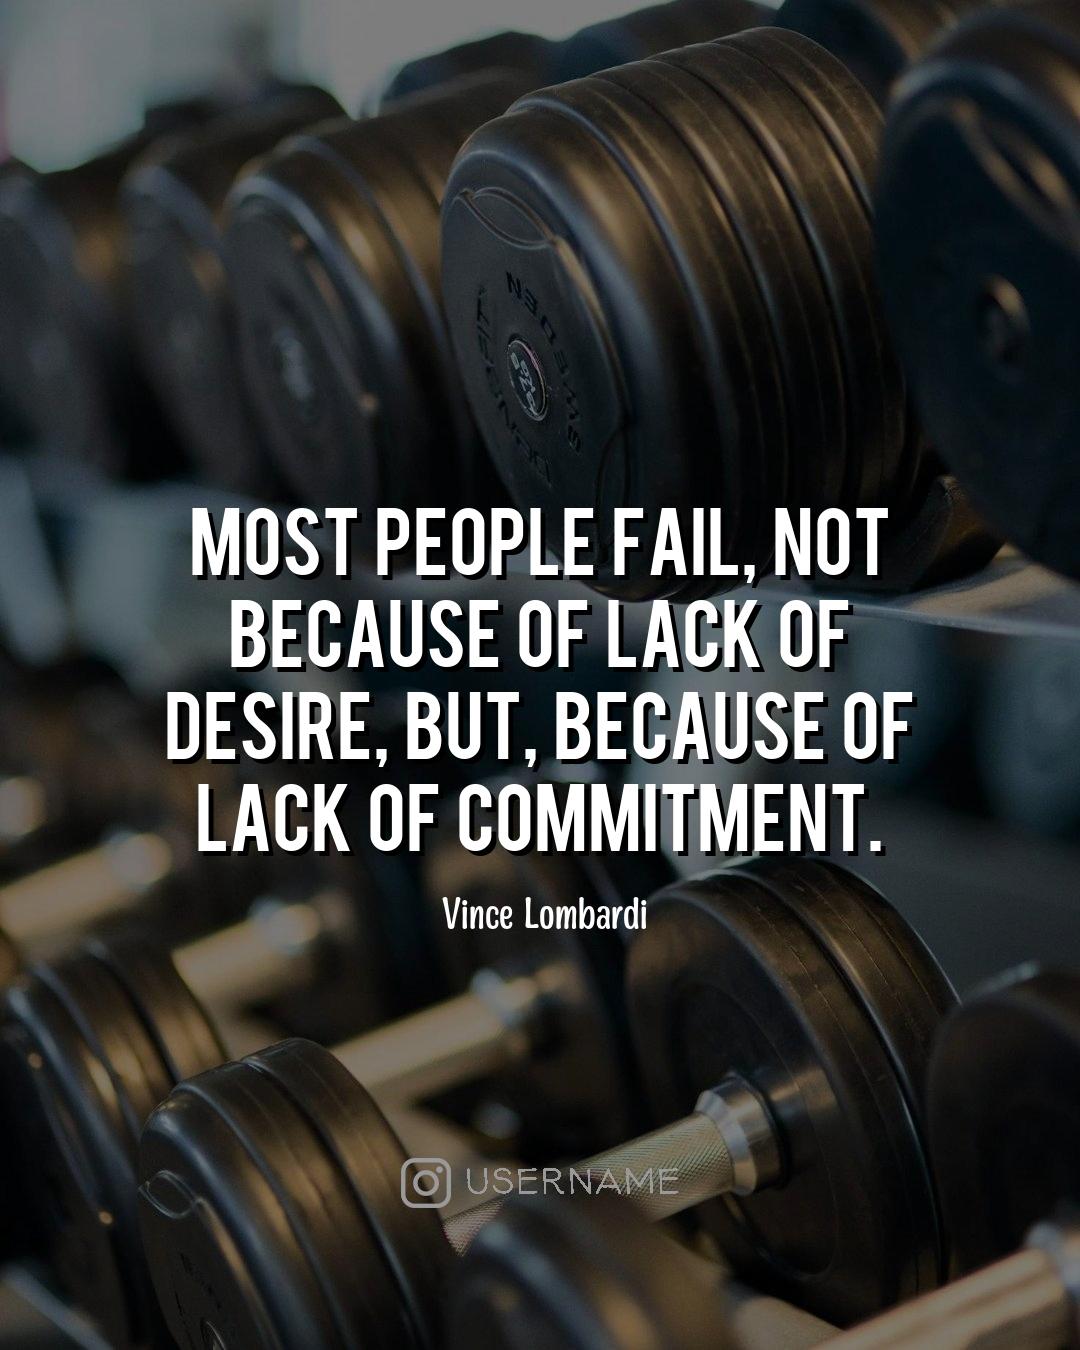 MOST PEOPLE FAIL, NOT
BECAUSE OF LACK OF
DESIRE, BUT, BECAUSE OF
LACK OF COMMITMENT.
Vince Lombardi
USERNAME